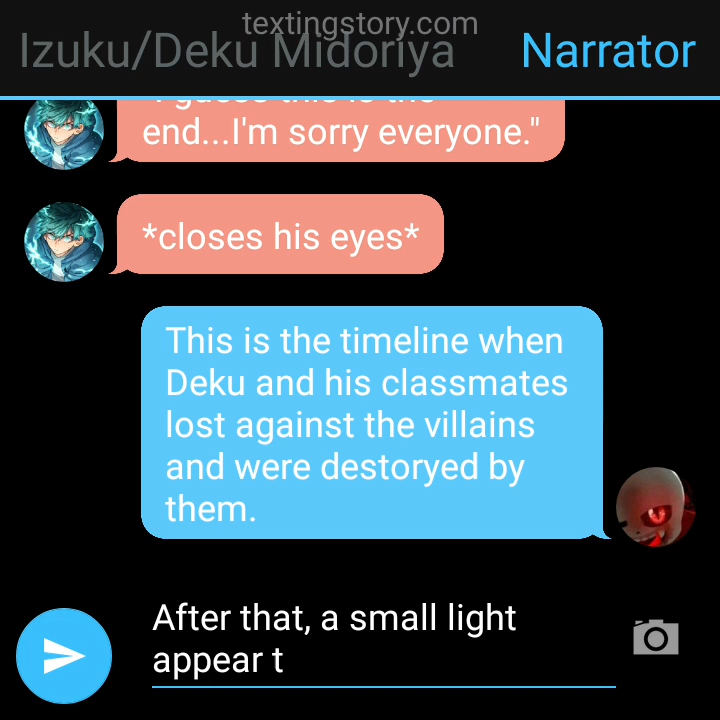 textingstory.com
Izuku/Deku Midoriya Narrator
end...I'm sorry everyone."
*closes his eyes*
This is the timeline when
Deku and his classmates
lost against the villains
and were destoryed by
them.
After that, a small light
appear t